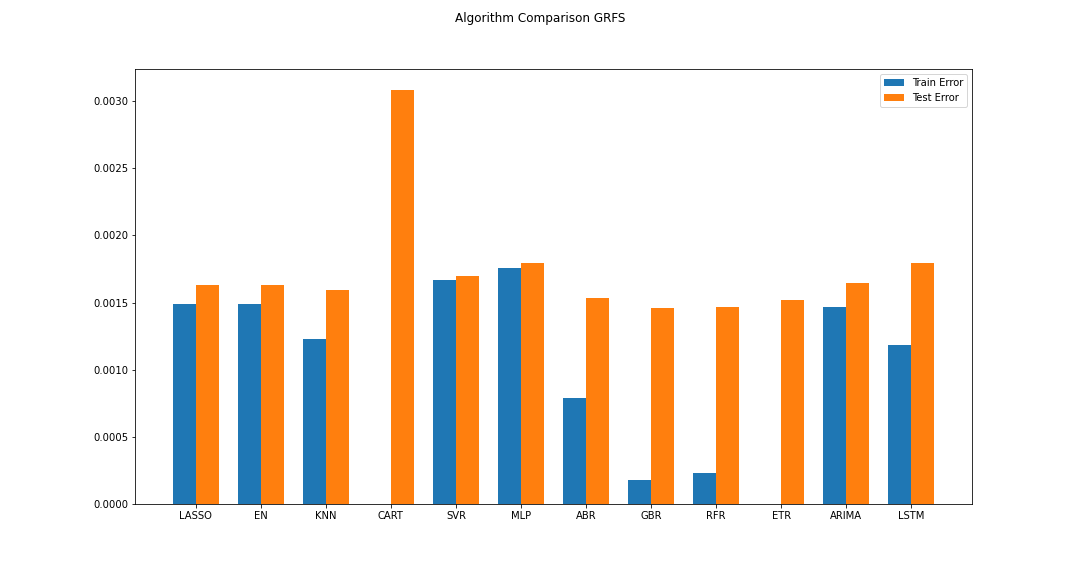 Algorithm Comparison GRFS
Train Error
Test Error
0.0030
0.0025
0.0020
0.0015
0.0010
0.0005
0.0000
LASSO EN KNN CART SVR MLP ABR GBR RFR ETR ARIMA LSTM